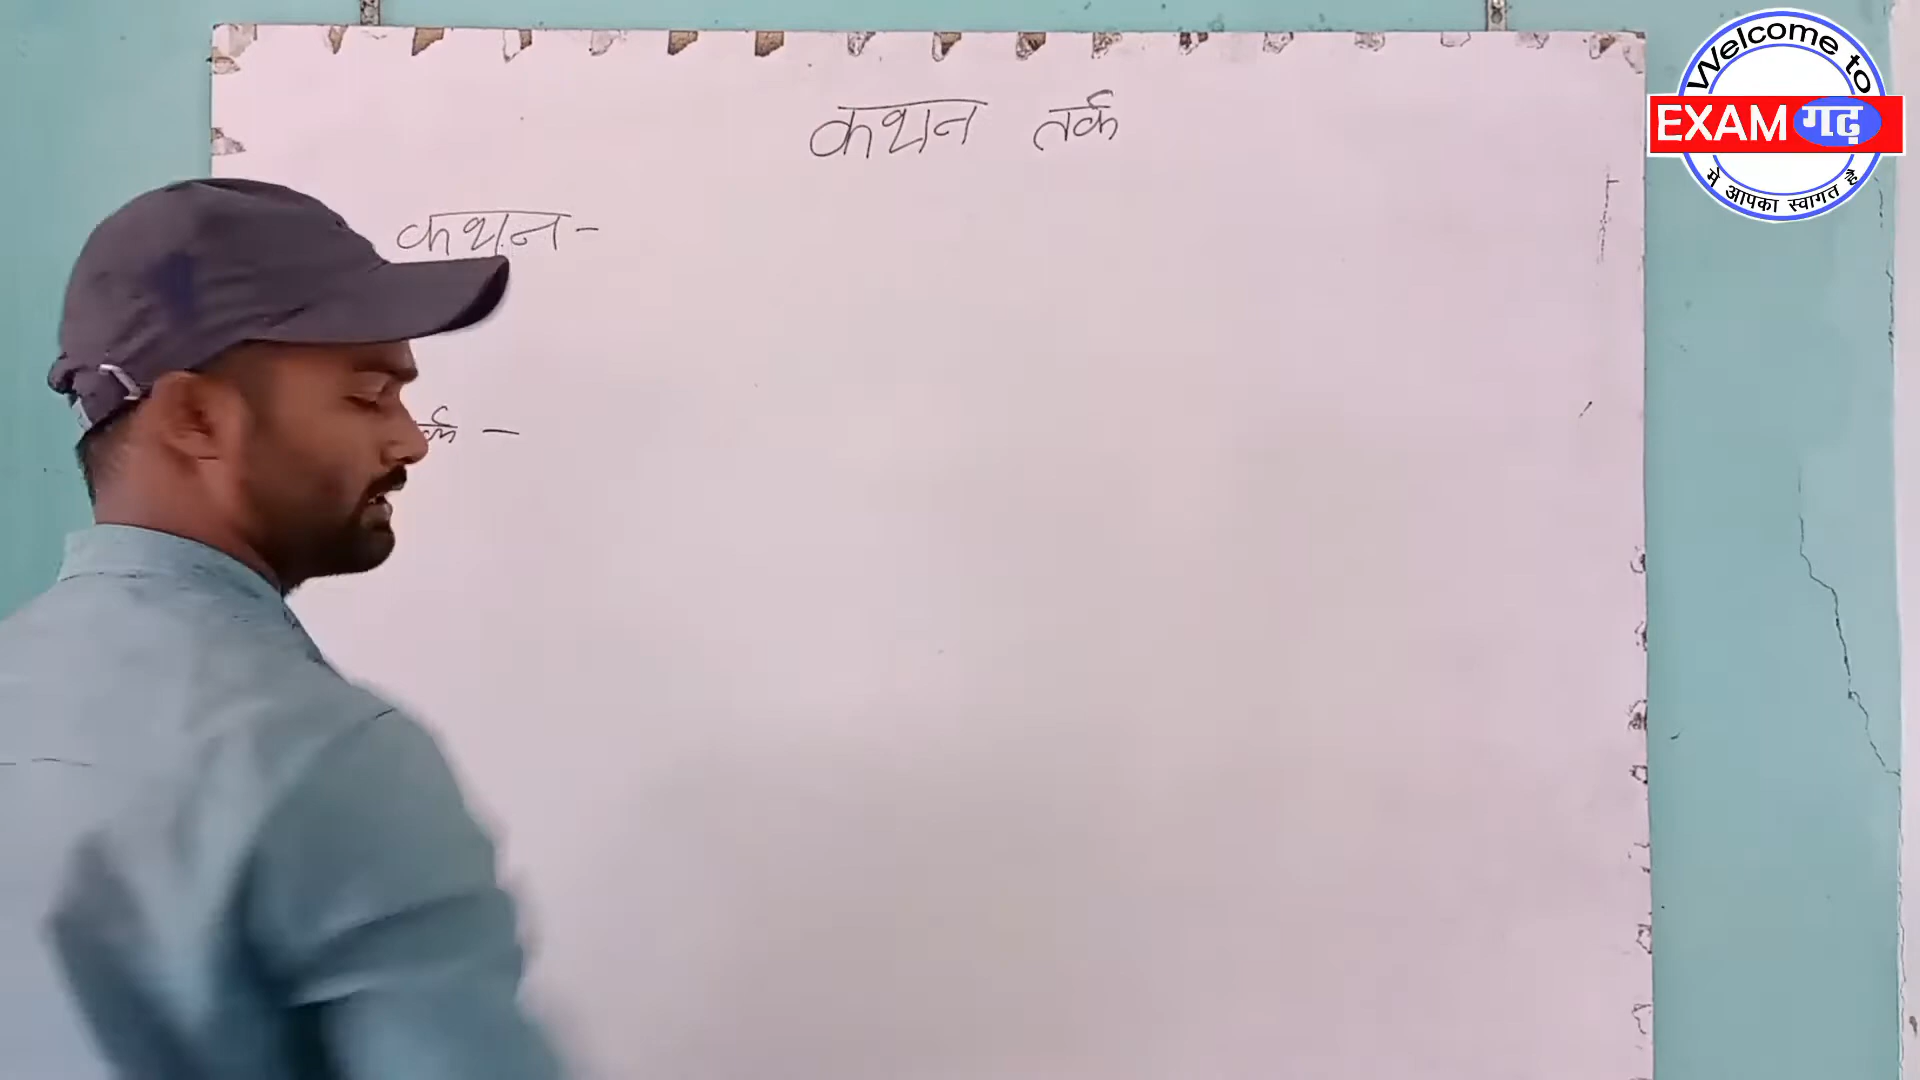 कथन तर्क
कथन-
Welcome to
EXAM गढ़
मे आपका स्वागत है